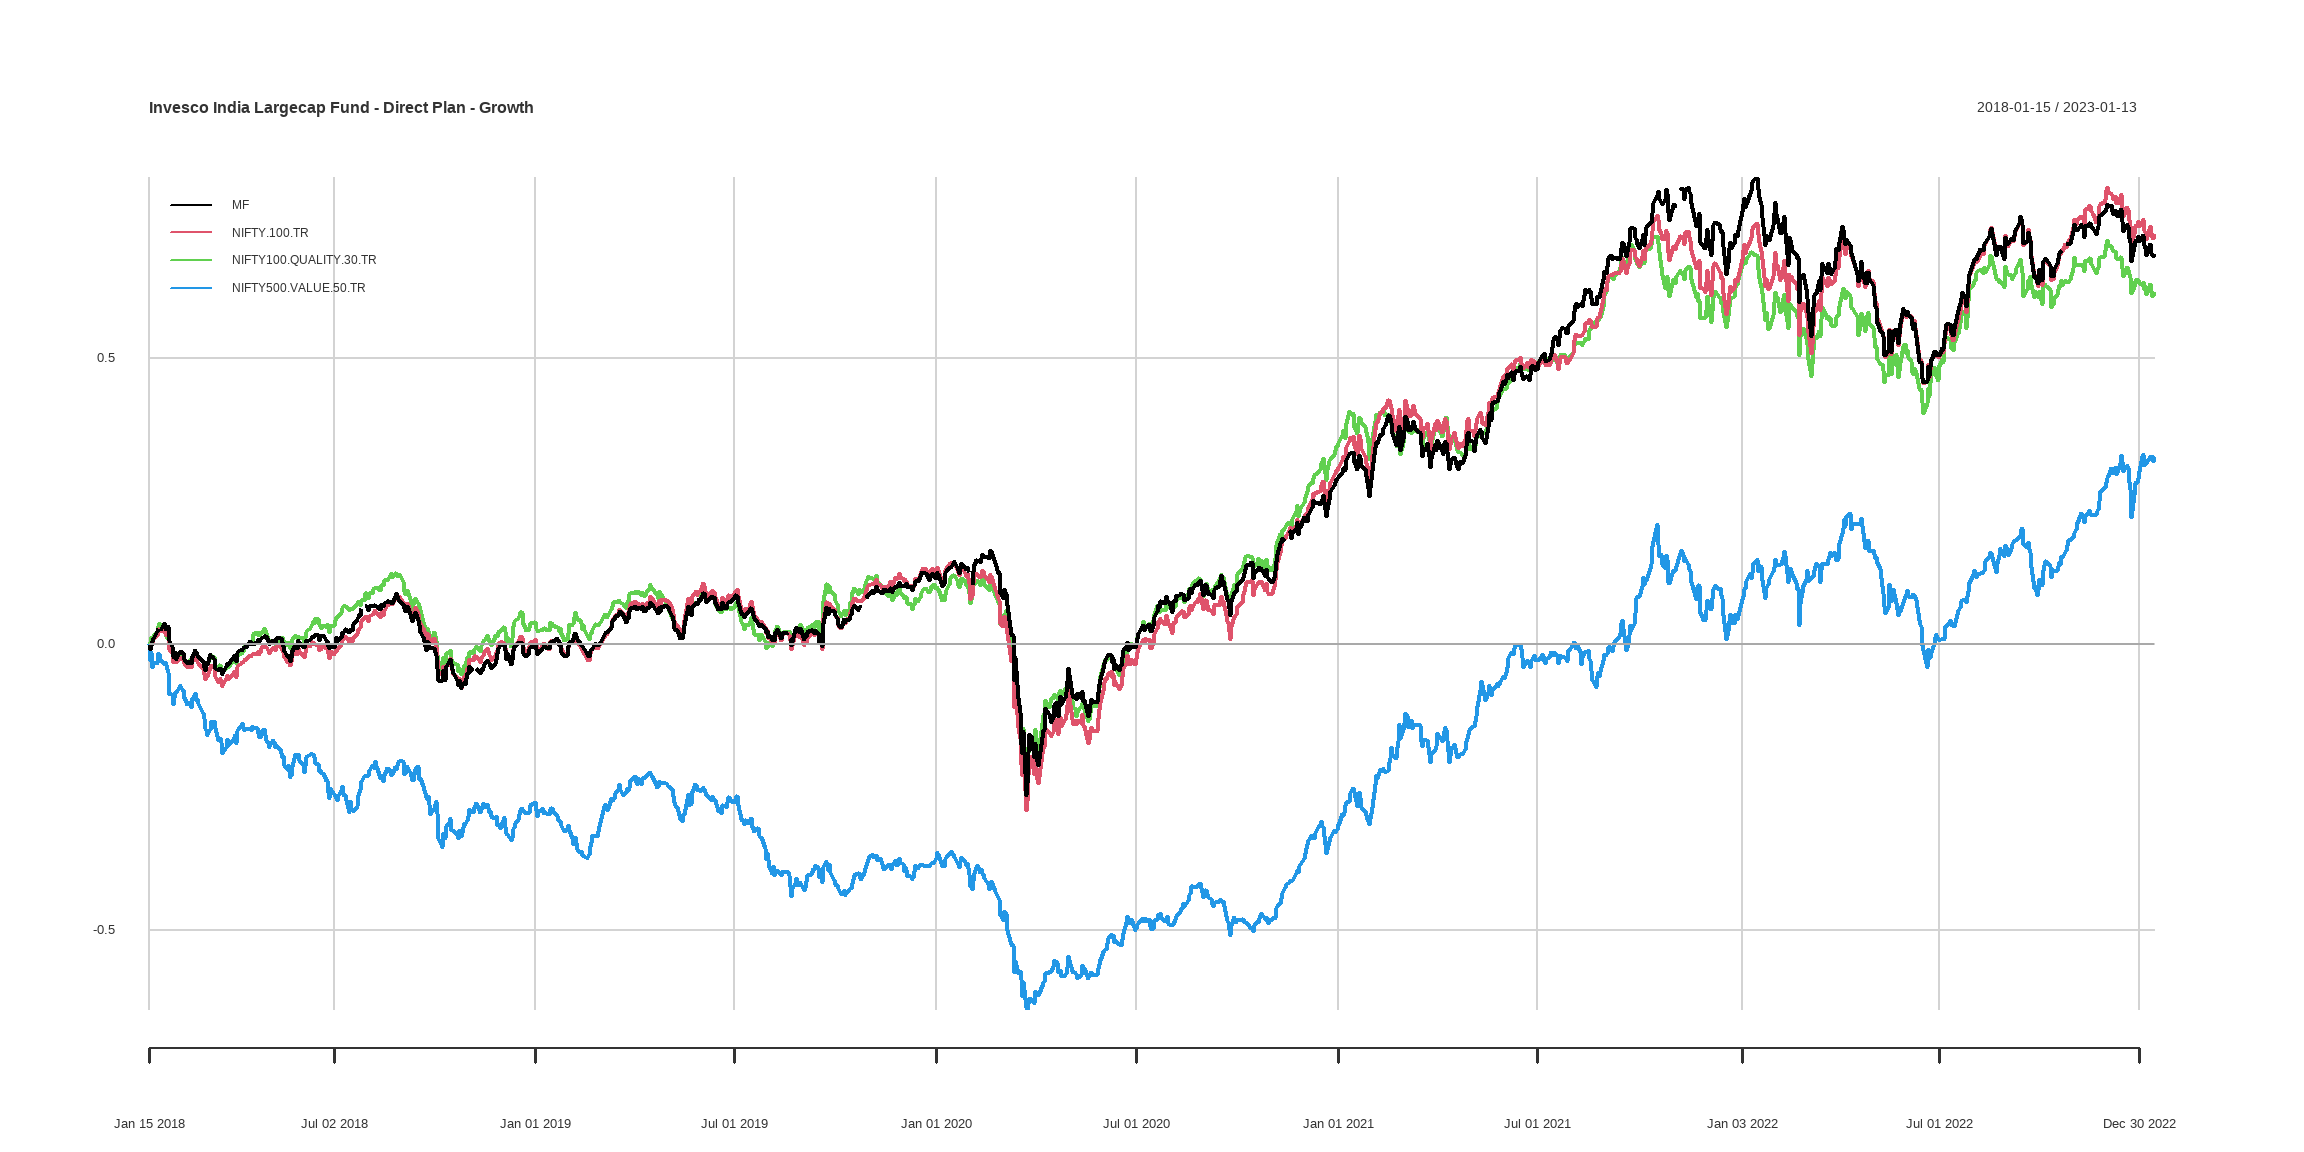 Invesco India Largecap Fund - Direct Plan - Growth
2018-01-15 / 2023-01-13
MF
NIFTY.100.TR
NIFTY100.QUALITY.30.TR
NIFTY500.VALUE.50.TR
0.5
0.0
-0.5
Jan 15 2018
Jul 02 2018
Jan 01 2019
Jul 01 2019
Jan 01 2020
Jul 01 2020
Jan 01 2021
Jul 01 2021
Jan 03 2022
Jul 01 2022
Dec 30 2022